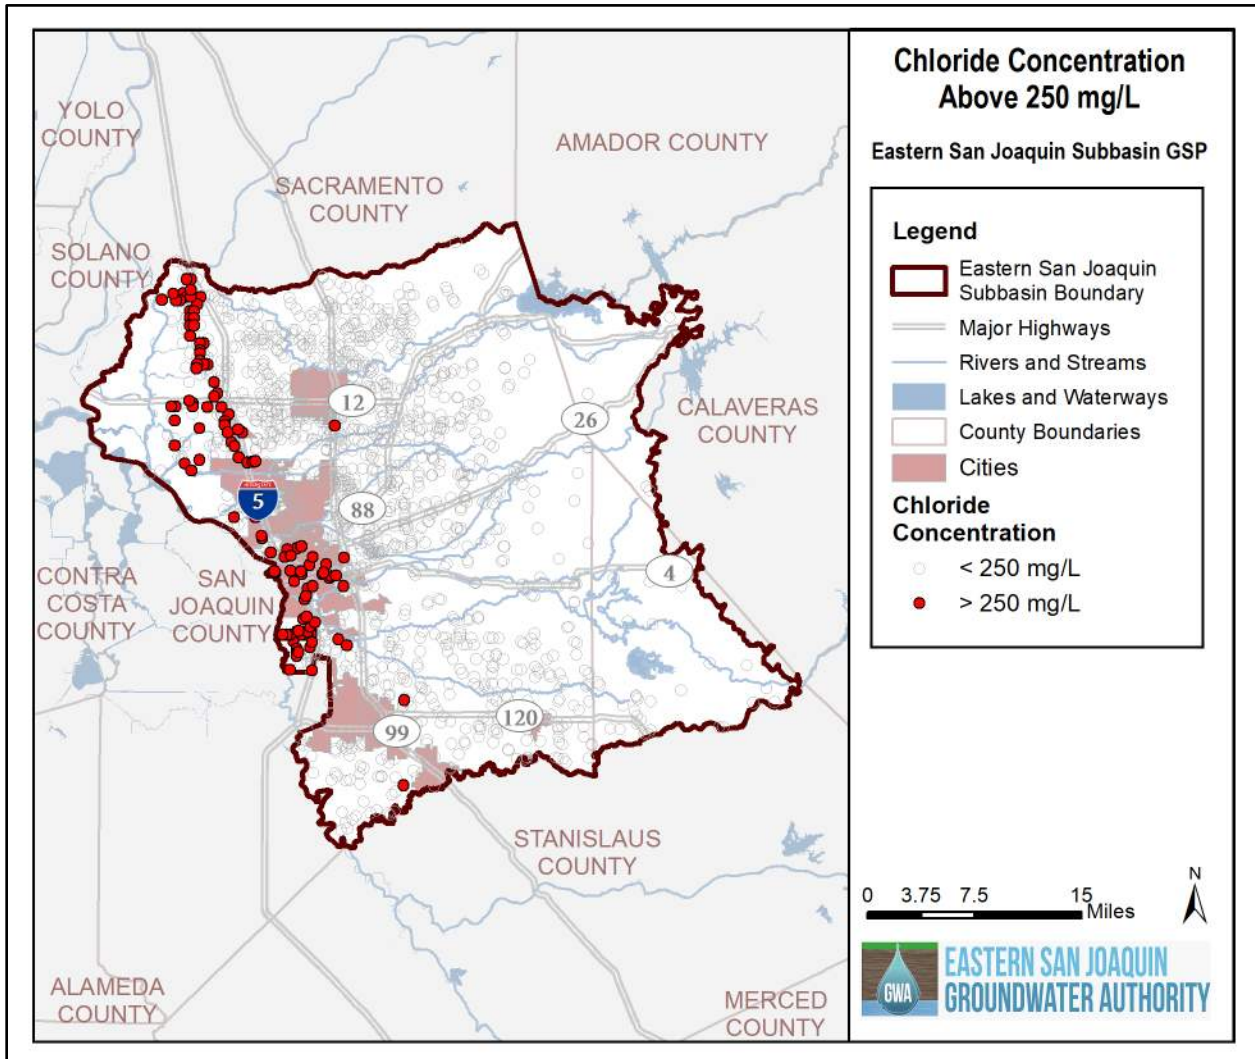 YOLO
COUNTY
AMADOR COUNTY
SACRAMENTO
COUNTY
SOLANO
COUNTY
12
26
CALAVERAS
COUNTY
5
88
4
CONTRA
COSTA
COUNTY
SAN
JOAQUIN
COUNTY
120
99
STANISLAUS
COUNTY
ALAMEDA
COUNTY
MERCED
COUNTY
Chloride Concentration
Above 250 mg/L
Eastern San Joaquin Subbasin GSP
Legend
Eastern San Joaquin
Subbasin Boundary
Major Highways
Rivers and Streams
Lakes and Waterways
County Boundaries
Cities
Chloride
Concentration
< 250 mg/L
> 250 mg/L
N
0 3.75 7.5 15
Miles
GWA
EASTERN SAN JOAQUIN
GROUNDWATER AUTHORITY